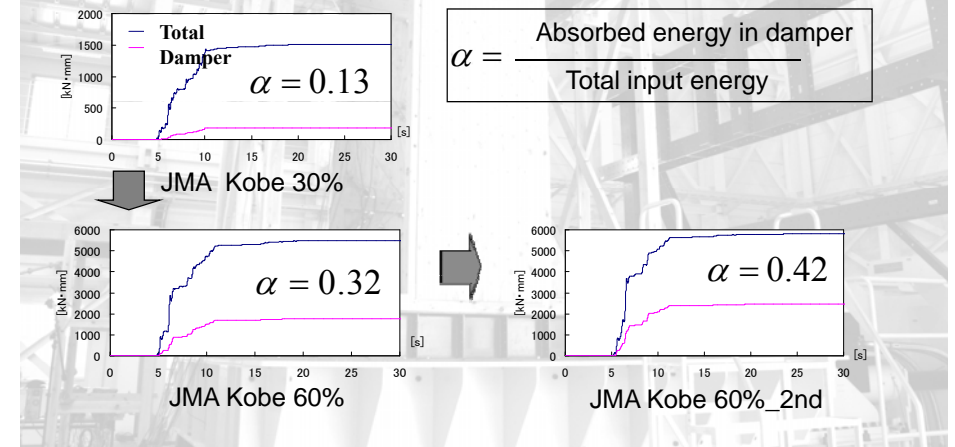 Total
Damper
[kN·mm]
2000
1500
1000
500
0
0 5 10 15 20 25 30
[s]
α = 0.13
JMA Kobe 30%
α = Absorbed energy in damper
Total input energy
[kN·mm]
6000
5000
4000
3000
2000
1000
0
0 5 10 15 20 25 30
[s]
α = 0.32
JMA Kobe 60%
[kN·mm]
6000
5000
4000
3000
2000
1000
0
0 5 10 15 20 25 30
[s]
α = 0.42
JMA Kobe 60%_2nd